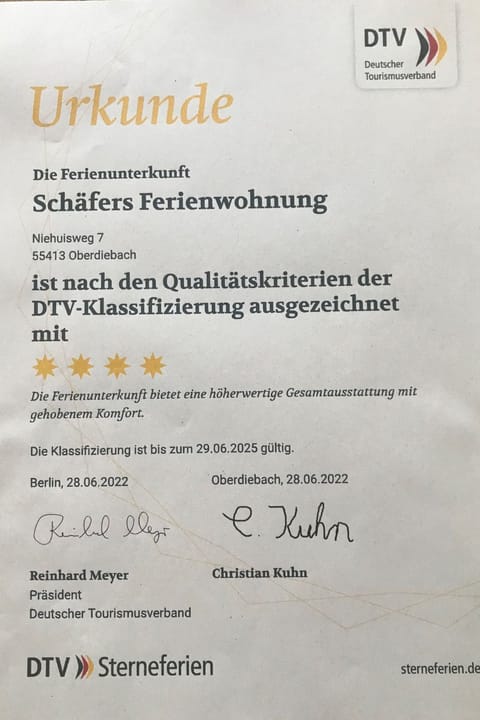 DTV
Deutscher
Tourismusverband
Urkunde
Die Ferienunterkunft
Schäfers Ferienwohnung
Niehuisweg 7
55413 Oberdiebach
ist nach den Qualitätskriterien der
DTV-Klassifizierung ausgezeichnet
mit
Die Ferienunterkunft bietet eine höherwertige Gesamtausstattung mit
gehobenem Komfort.
Die Klassifizierung ist bis zum 29.06.2025 gültig.
Berlin, 28.06.2022
Oberdiebach, 28.06.2022
Reinhard Meyer
C. Kuhn
Reinhard Meyer
Präsident
Deutscher Tourismusverband
Christian Kuhn
DTV Sterneferien
sterneferien.de